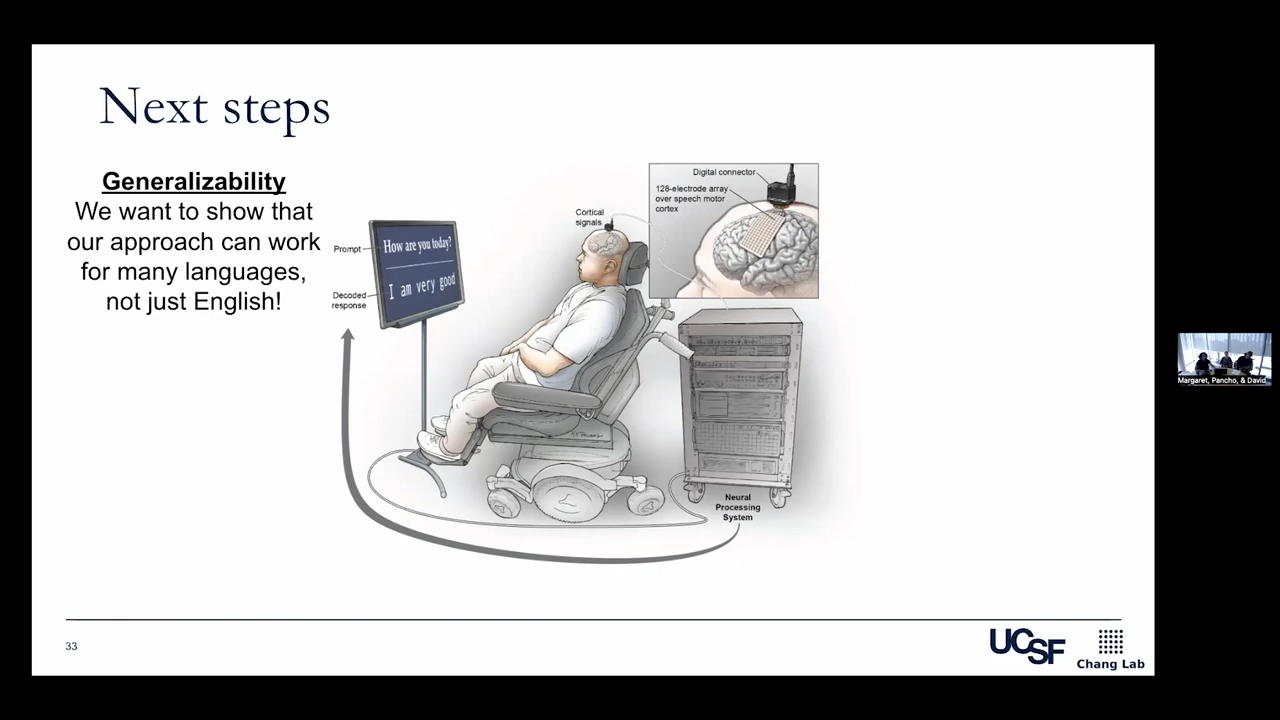 Next steps
Generalizability
We want to show that
our approach can work
for many languages,
not just English!
Prompt
How are you today?
Decoded
response
I am very good
Cortical
signals
Digital connector
128-electrode array
over speech motor
cortex
Neural
Processing
System
33
UCSF
Chang Lab
Margaret, Pancho, & David